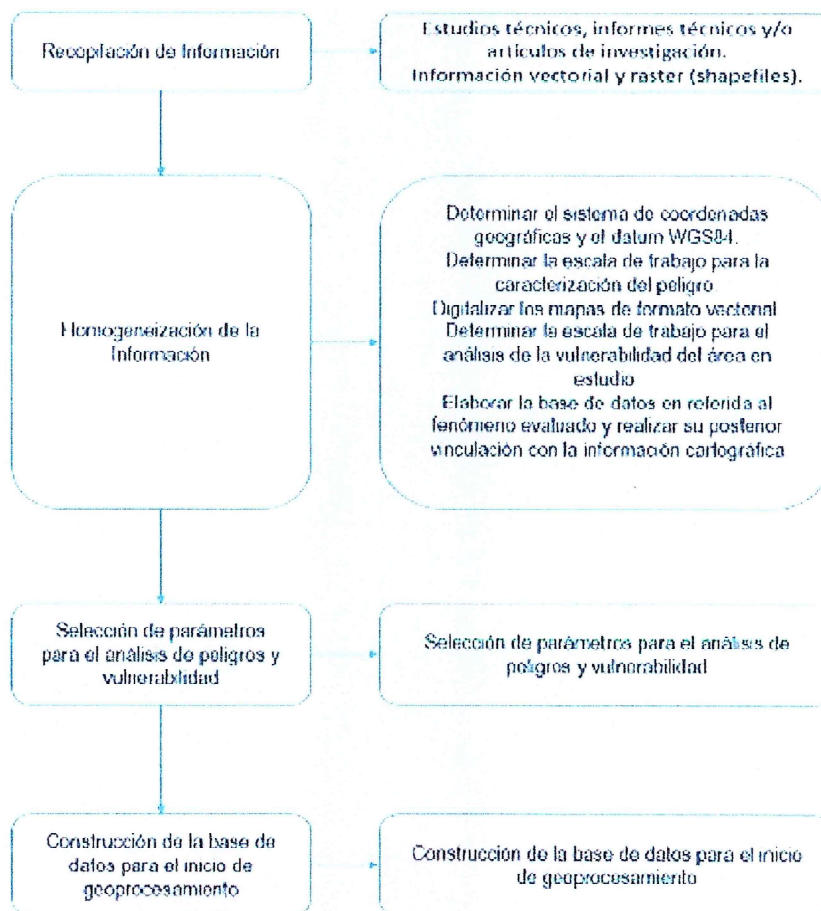 Recopilación de Información
Estudios técnicos, informes técnicos y/o
artículos de investigación.
Información vectorial y raster (shapefiles).
Homogeneización de la
Información
Determinar el sistema de coordenadas
geográficas y el datum WGS84.
Determinar la escala de trabajo para la
caracterización del peligro
Digitalizar los mapas de formato vectorial
Determinar la escala de trabajo para el
análisis de la vulnerabilidad del área en
estudio
Elaborar la base de datos en referida al
fenómeno evaluado y realizar su posterior
vinculación con la información cartográfica
Selección de parámetros
para el análisis de peligros y
vulnerabilidad
Selección de parámetros para el análisis de
peligros y vulnerabilidad
Construcción de la base de
datos para el inicio de
geoprocesamiento
Construcción de la base de datos para el inicio
de geoprocesamiento